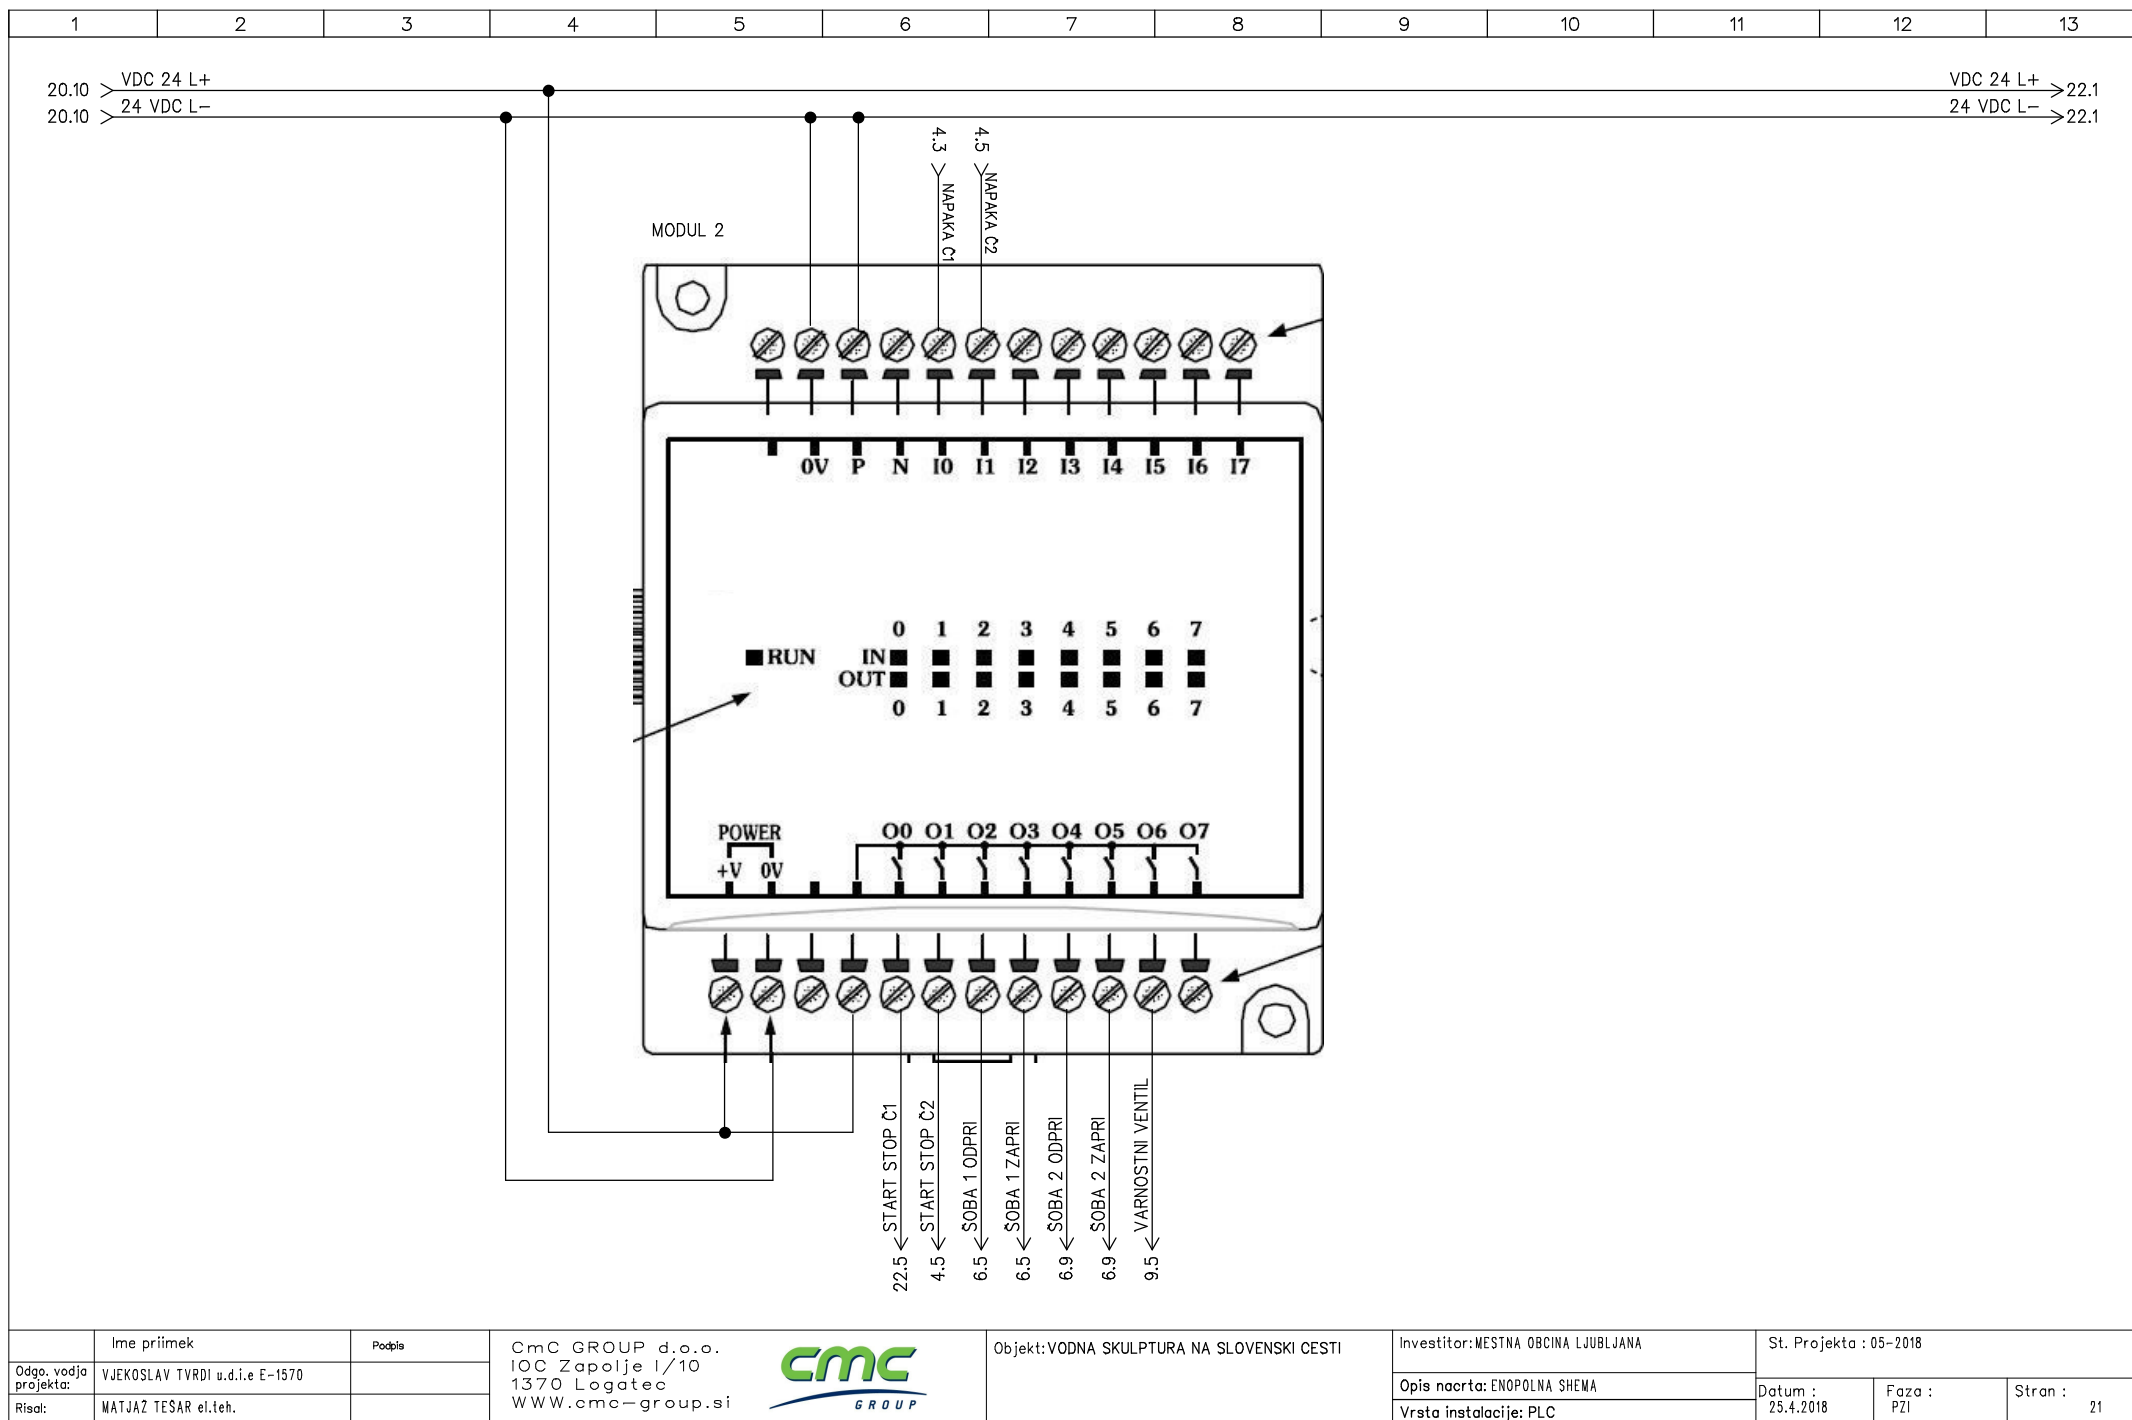 1 2 3 4 5 6 7 8 9 10 11 12 13
20.10 VDC 24 L+ VDC 24 L+ 22.1
20.10 24 VDC L- 24 VDC L- 22.1
4.3 NAPAKA Č1
4.5 NAPAKA Č2
MODUL 2
0V P N I0 I1 I2 I3 I4 I5 I6 I7
0 1 2 3 4 5 6 7
RUN IN
OUT
0 1 2 3 4 5 6 7
POWER O0 O1 O2 O3 O4 O5 O6 O7
+V 0V
22.5 START STOP Č1
4.5 START STOP Č2
6.5 ŠOBA 1 ODPRI
6.5 ŠOBA 1 ZAPRI
6.9 ŠOBA 2 ODPRI
6.9 ŠOBA 2 ZAPRI
9.5 VARNOSTNI VENTIL
Ime priimek Podpis
Odgo. vodja projekta: VJEKOSLAV TVRDI u.d.i.e E-1570
Risal: MATJAŽ TEŠAR el.teh.
CmC GROUP d.o.o.
IOC Zapolje I/10
1370 Logatec
WWW.cmc-group.si
cmc
GROUP
Objekt: VODNA SKULPTURA NA SLOVENSKI CESTI
Investitor: MESTNA OBCINA LJUBLJANA
Opis nacrta: ENOPOLNA SHEMA
Vrsta instalacije: PLC
St. Projekta : 05-2018
Datum : 25.4.2018
Faza : PZI
Stran : 21